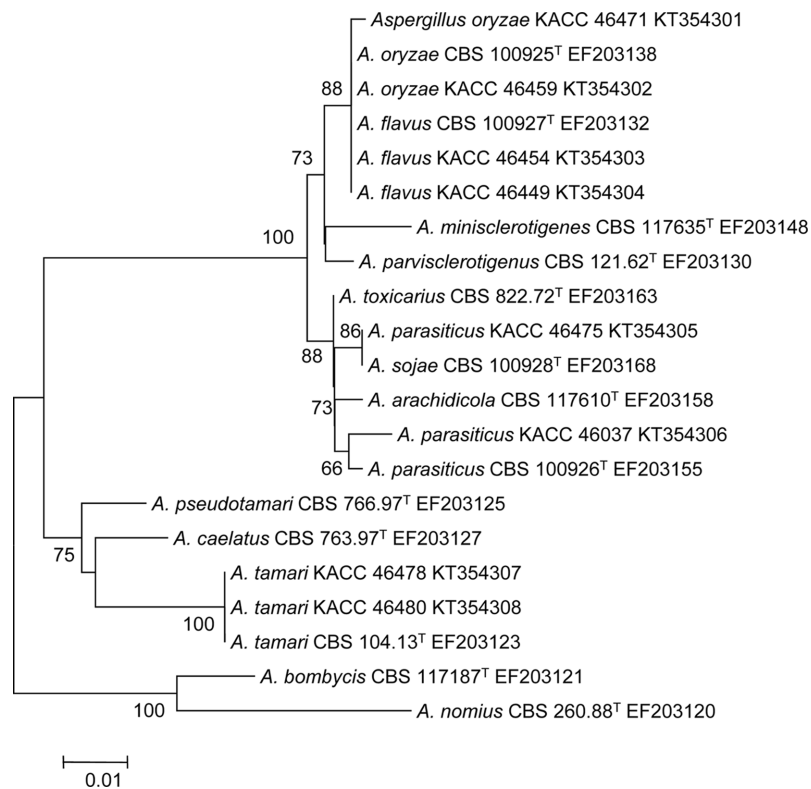 Aspergillus oryzae KACC 46471 KT354301
A. oryzae CBS 100925ᵀ EF203138
88
A. oryzae KACC 46459 KT354302
A. flavus CBS 100927ᵀ EF203132
73
A. flavus KACC 46454 KT354303
A. flavus KACC 46449 KT354304
100
A. minisclerotigenes CBS 117635ᵀ EF203148
A. parvisclerotigenus CBS 121.62ᵀ EF203130
A. toxicarius CBS 822.72ᵀ EF203163
86
A. parasiticus KACC 46475 KT354305
88
A. sojae CBS 100928ᵀ EF203168
73
A. arachidicola CBS 117610ᵀ EF203158
A. parasiticus KACC 46037 KT354306
66
A. parasiticus CBS 100926ᵀ EF203155
A. pseudotamari CBS 766.97ᵀ EF203125
75
A. caelatus CBS 763.97ᵀ EF203127
A. tamari KACC 46478 KT354307
A. tamari KACC 46480 KT354308
100
A. tamari CBS 104.13ᵀ EF203123
A. bombycis CBS 117187ᵀ EF203121
100
A. nomius CBS 260.88ᵀ EF203120
0.01